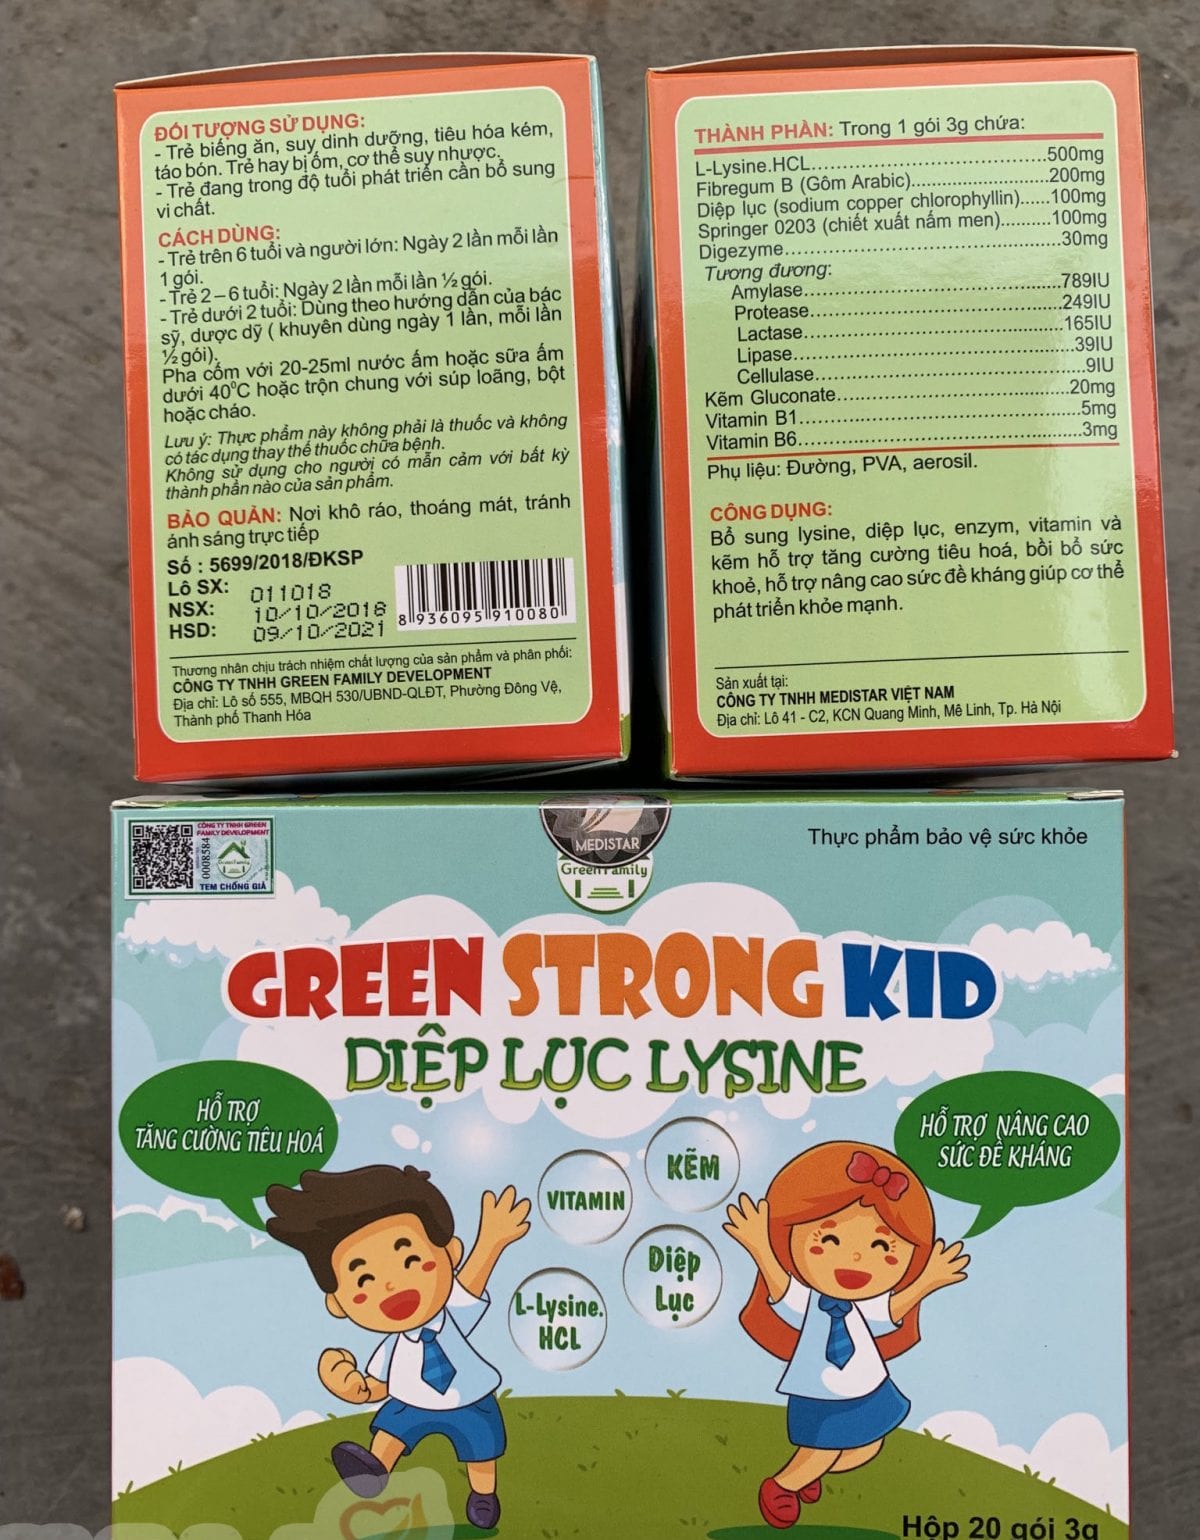 ĐỐI TƯỢNG SỬ DỤNG:
- Trẻ biếng ăn, suy dinh dưỡng, tiêu hóa kém,
táo bón. Trẻ hay bị ốm, cơ thể suy nhược.
- Trẻ đang trong độ tuổi phát triển cần bổ sung
vi chất.
CÁCH DÙNG:
- Trẻ trên 6 tuổi và người lớn: Ngày 2 lần mỗi lần
1 gói.
- Trẻ 2 – 6 tuổi: Ngày 2 lần mỗi lần ½ gói.
- Trẻ dưới 2 tuổi: Dùng theo hướng dẫn của bác
sỹ, dược dỹ ( khuyên dùng ngày 1 lần, mỗi lần
½ gói).
Pha cốm với 20-25ml nước ấm hoặc sữa ấm
dưới 40⁰C hoặc trộn chung với súp loãng, bột
hoặc cháo.
Lưu ý: Thực phẩm này không phải là thuốc và không
có tác dụng thay thế thuốc chữa bệnh.
Không sử dụng cho người có mẫn cảm với bất kỳ
thành phần nào của sản phẩm.
BẢO QUẢN: Nơi khô ráo, thoáng mát, tránh
ánh sáng trực tiếp
Số : 5699/2018/ĐKSP
Lô SX: 011018
NSX: 10/10/2018
HSD: 09/10/2021
8 936095 910080
Thương nhân chịu trách nhiệm chất lượng của sản phẩm và phân phối:
CÔNG TY TNHH GREEN FAMILY DEVELOPMENT
Địa chỉ: Lô số 555, MBQH 530/UBND-QLĐT, Phường Đông Vệ,
Thành phố Thanh Hóa
THÀNH PHẦN: Trong 1 gói 3g chứa:
L-Lysine.HCL....................................500mg
Fibregum B (Gôm Arabic)......................200mg
Diệp lục (sodium copper chlorophyllin)......100mg
Springer 0203 (chiết xuất nấm men).........100mg
Digezyme............................................30mg
Tương đương:
Amylase.........................................789IU
Protease.........................................249IU
Lactase..........................................165IU
Lipase.............................................39IU
Cellulase..........................................9IU
Kẽm Gluconate....................................20mg
Vitamin B1...........................................5mg
Vitamin B6...........................................3mg
Phụ liệu: Đường, PVA, aerosil.
CÔNG DỤNG:
Bổ sung lysine, diệp lục, enzym, vitamin và
kẽm hỗ trợ tăng cường tiêu hoá, bồi bổ sức
khoẻ, hỗ trợ nâng cao sức đề kháng giúp cơ thể
phát triển khỏe mạnh.
Sản xuất tại:
CÔNG TY TNHH MEDISTAR VIỆT NAM
Địa chỉ: Lô 41 - C2, KCN Quang Minh, Mê Linh, Tp. Hà Nội
CÔNG TY TNHH GREEN
FAMILY DEVELOPMENT
0008584
GreenFamily
TEM CHỐNG GIẢ
MEDISTAR
Green Family
Thực phẩm bảo vệ sức khỏe
GREEN STRONG KID
DIỆP LỤC LYSINE
HỖ TRỢ
TĂNG CƯỜNG TIÊU HOÁ
HỖ TRỢ NÂNG CAO
SỨC ĐỀ KHÁNG
KẼM
VITAMIN
Diệp
Lục
L-Lysine.
HCL
Hộp 20 gói 3g